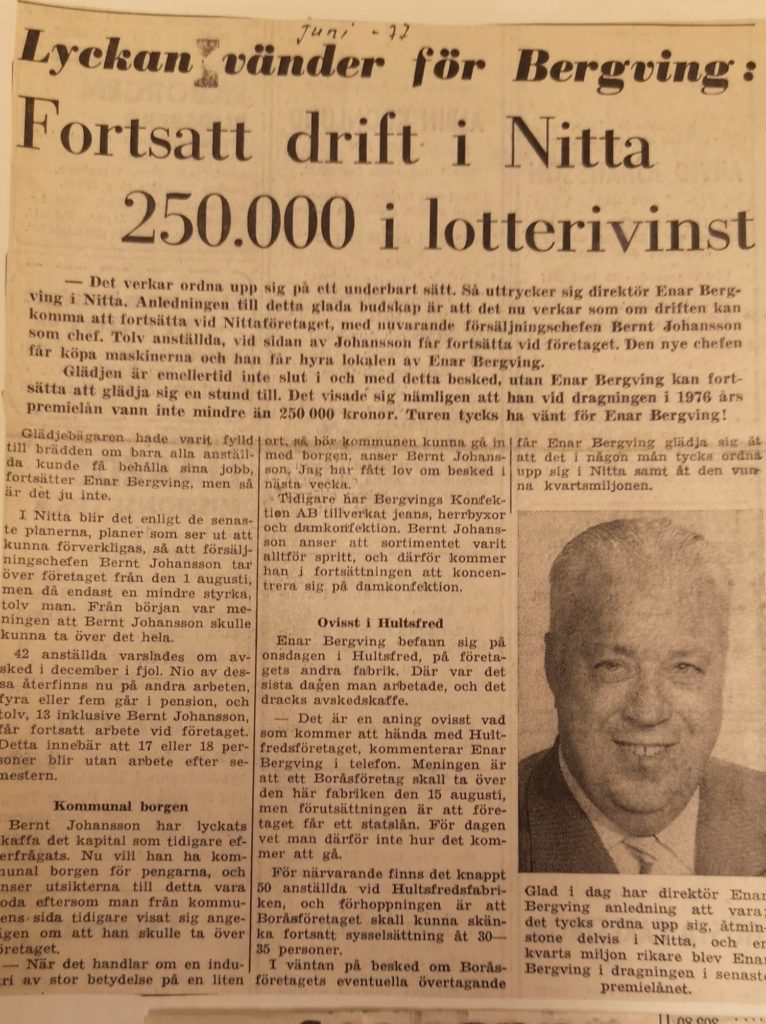 juni -77
Lyckan vänder för Bergving:
Fortsatt drift i Nitta
250.000 i lotterivinst
— Det verkar ordna upp sig på ett underbart sätt. Så uttrycker sig direktör Enar Berg-
ving i Nitta. Anledningen till detta glada budskap är att det nu verkar som om driften kan
komma att fortsätta vid Nittaföretaget, med nuvarande försäljningschefen Bernt Johansson
som chef. Tolv anställda, vid sidan av Johansson får fortsätta vid företaget. Den nye chefen
får köpa maskinerna och han får hyra lokalen av Enar Bergving.
Glädjen är emellertid inte slut i och med detta besked, utan Enar Bergving kan fort-
sätta att glädja sig en stund till. Det visade sig nämligen att han vid dragningen i 1976 års
premielån vann inte mindre än 250 000 kronor. Turen tycks ha vänt för Enar Bergving!
Glädjebägaren hade varit fylld
till brädden om bara alla anställ-
da kunde få behålla sina jobb,
fortsätter Enar Bergving, men så
är det ju inte.
I Nitta blir det enligt de senas-
te planerna, planer som ser ut att
kunna förverkligas, så att försälj-
ningschefen Bernt Johansson tar
över företaget från den 1 augusti,
men då endast en mindre styrka,
tolv man. Från början var me-
ningen att Bernt Johansson skulle
kunna ta över det hela.
42 anställda varslades om av-
sked i december i fjol. Nio av des-
sa återfinns nu på andra arbeten,
fyra eller fem går i pension, och
tolv, 13 inklusive Bernt Johansson,
får fortsatt arbete vid företaget.
Detta innebär att 17 eller 18 per-
soner blir utan arbete efter se-
mestern.
Kommunal borgen
Bernt Johansson har lyckats
skaffa det kapital som tidigare ef-
terfrågats. Nu vill han ha kom-
munal borgen för pengarna, och
anser utsikterna till detta vara
goda eftersom man från kommu-
nens sida tidigare visat sig ange-
lägen om att han skulle ta över
företaget.
— När det handlar om en indu-
stri av stor betydelse på en liten
ort, så bör kommunen kunna gå in
med borgen, anser Bernt Johans-
son. Jag har fått lov om besked i
nästa vecka.
Tidigare har Bergvings Konfek-
tion AB tillverkat jeans, herrbyxor
och damkonfektion. Bernt Johans-
son anser att sortimentet varit
alltför spritt, och därför kommer
han i fortsättningen att koncen-
trera sig på damkonfektion.
Ovisst i Hultsfred
Enar Bergving befann sig på
onsdagen i Hultsfred, på företa-
gets andra fabrik. Där var det
sista dagen man arbetade, och det
dracks avskedskaffe.
— Det är en aning ovisst vad
som kommer att hända med Hult-
fredsföretaget, kommenterar Enar
Bergving i telefon. Meningen är
att ett Boråsföretag skall ta över
den här fabriken den 15 augusti,
men förutsättningen är att före-
taget får ett statslån. För dagen
vet man därför inte hur det kom-
mer att gå.
För närvarande finns det knappt
50 anställda vid Hultsfredsfabri-
ken, och förhoppningen är att
Boråsföretaget skall kunna skän-
ka fortsatt sysselsättning åt 30—
35 personer.
I väntan på besked om Borås-
företagets eventuella övertagande
får Enar Bergving glädja sig åt
att det i någon mån tycks ordna
upp sig i Nitta samt åt den vun-
na kvartsmiljonen.
Glad i dag har direktör Enar
Bergving anledning att vara;
det tycks ordna upp sig, åtmin-
stone delvis i Nitta, och en
kvarts miljon rikare blev Enar
Bergving i dragningen i senaste
premielånet.